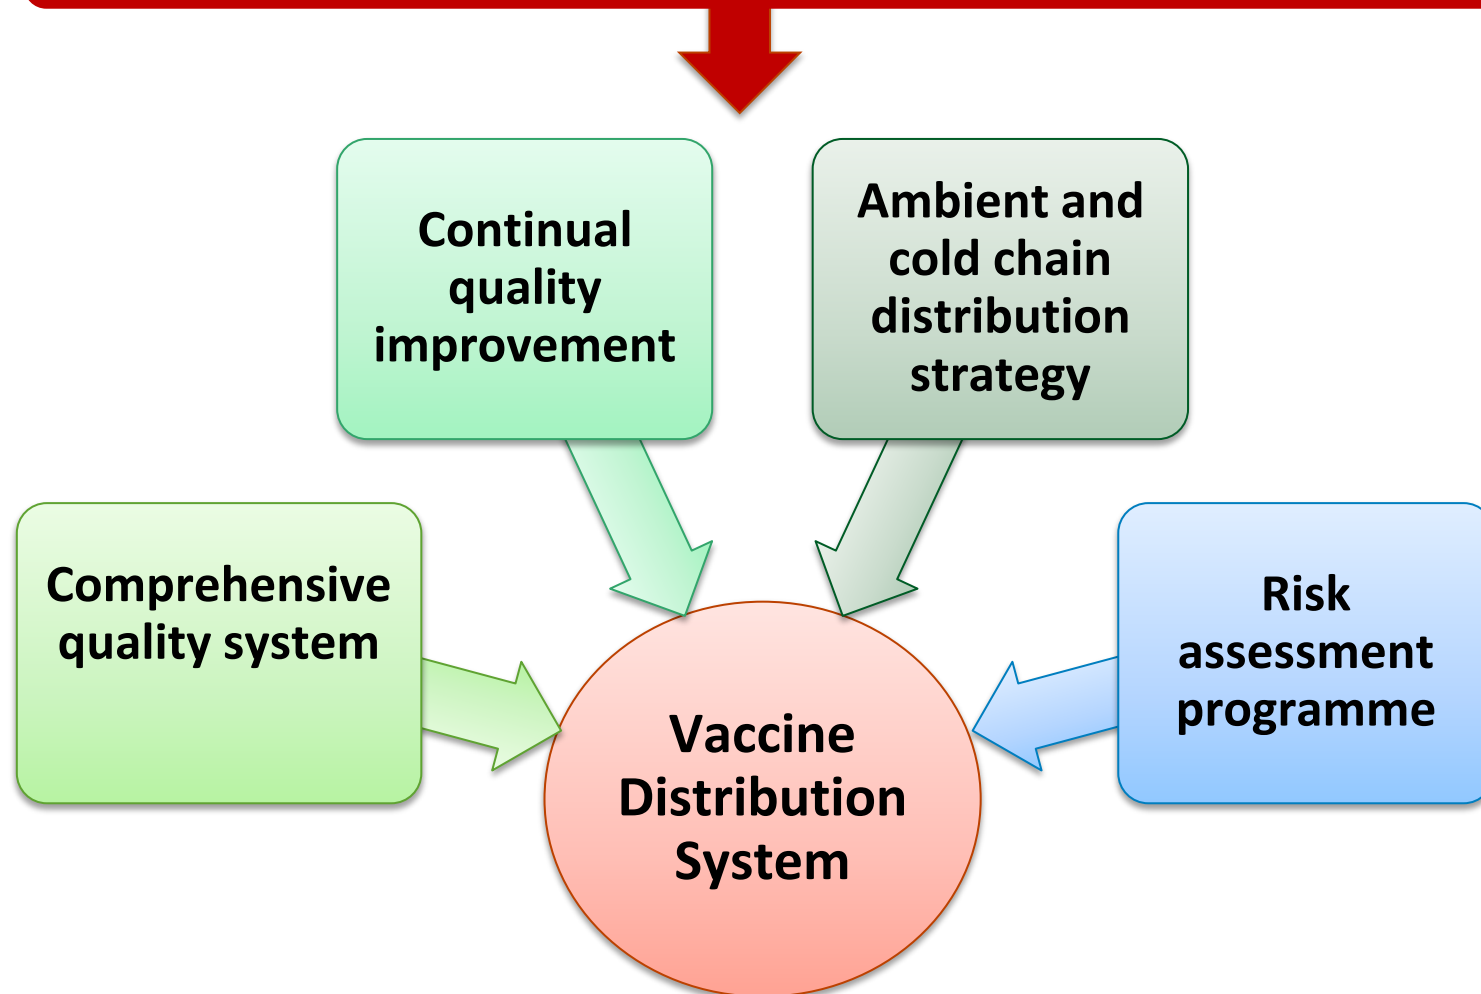 Continual
quality
improvement
Ambient and
cold chain
distribution
strategy
Comprehensive
quality system
Risk
assessment
programme
Vaccine
Distribution
System